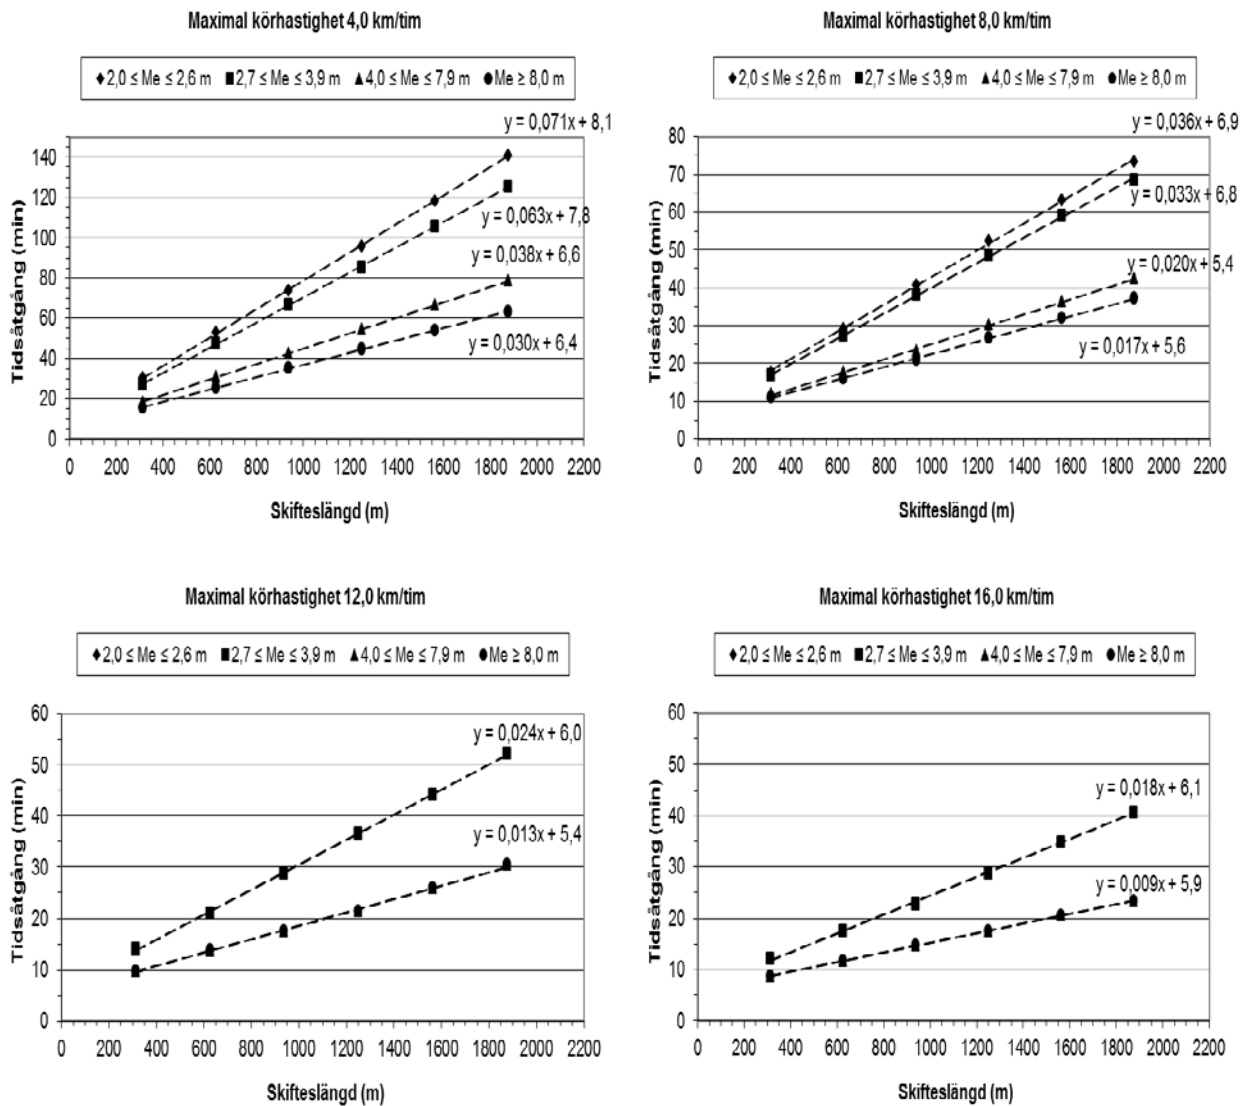 Maximal körhastighet 4,0 km/tim
2,0 ≤ Me ≤ 2,6 m 2,7 ≤ Me ≤ 3,9 m 4,0 ≤ Me ≤ 7,9 m Me ≥ 8,0 m
y = 0,071x + 8,1
y = 0,063x + 7,8
y = 0,038x + 6,6
y = 0,030x + 6,4
Tidsåtgång (min)
140
120
100
80
60
40
20
0
0 200 400 600 800 1000 1200 1400 1600 1800 2000 2200
Skifteslängd (m)
Maximal körhastighet 8,0 km/tim
2,0 ≤ Me ≤ 2,6 m 2,7 ≤ Me ≤ 3,9 m 4,0 ≤ Me ≤ 7,9 m Me ≥ 8,0 m
y = 0,036x + 6,9
y = 0,033x + 6,8
y = 0,020x + 5,4
y = 0,017x + 5,6
Tidsåtgång (min)
80
70
60
50
40
30
20
10
0
0 200 400 600 800 1000 1200 1400 1600 1800 2000 2200
Skifteslängd (m)
Maximal körhastighet 12,0 km/tim
2,0 ≤ Me ≤ 2,6 m 2,7 ≤ Me ≤ 3,9 m 4,0 ≤ Me ≤ 7,9 m Me ≥ 8,0 m
y = 0,024x + 6,0
y = 0,013x + 5,4
Tidsåtgång (min)
60
50
40
30
20
10
0
0 200 400 600 800 1000 1200 1400 1600 1800 2000 2200
Skifteslängd (m)
Maximal körhastighet 16,0 km/tim
2,0 ≤ Me ≤ 2,6 m 2,7 ≤ Me ≤ 3,9 m 4,0 ≤ Me ≤ 7,9 m Me ≥ 8,0 m
y = 0,018x + 6,1
y = 0,009x + 5,9
Tidsåtgång (min)
60
50
40
30
20
10
0
0 200 400 600 800 1000 1200 1400 1600 1800 2000 2200
Skifteslängd (m)